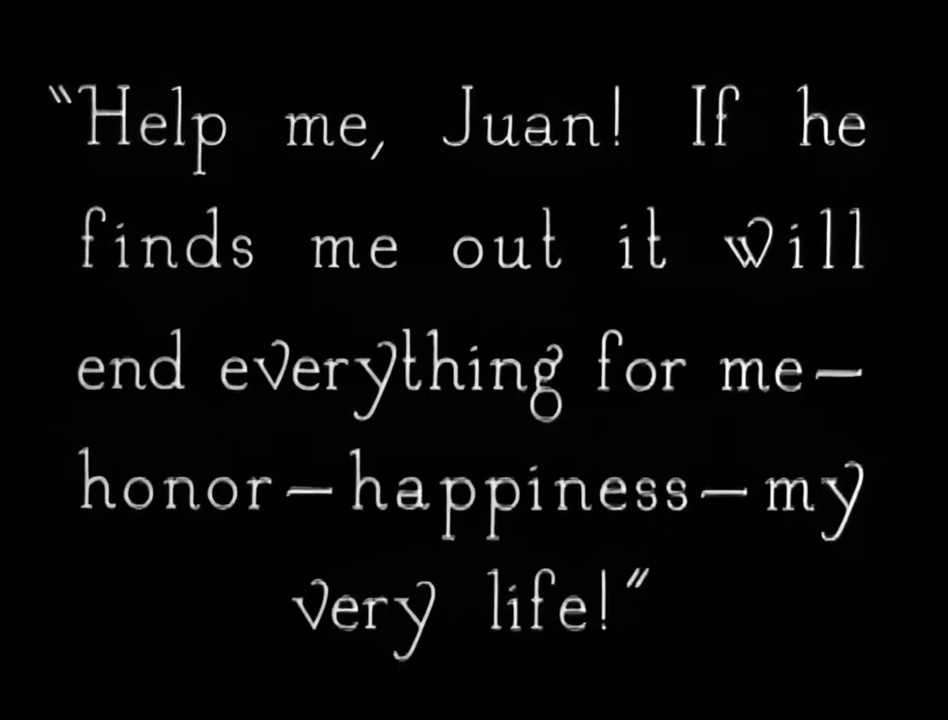 "Help me, Juan! If he
finds me out it will
end everything for me—
honor—happiness—my
very life!"